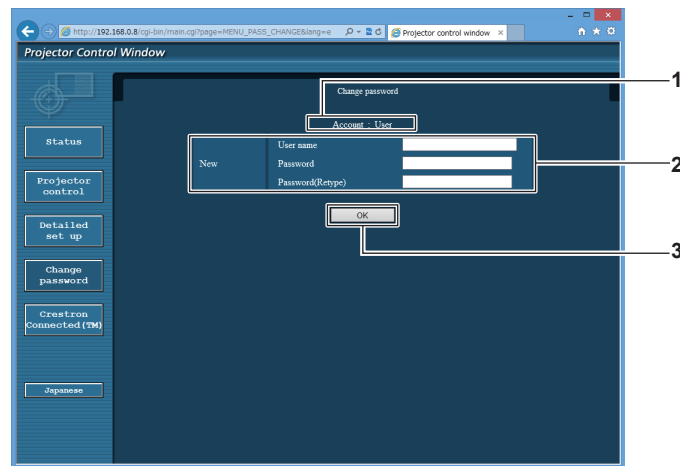 http://192.168.0.8/cgi-bin/main.cgi?page=MENU_PASS_CHANGE&lang=e
Projector control window
Projector Control Window
Change password
1
Account : User
Status
User name
New
Password
2
Password(Retype)
Projector
control
OK
Detailed
set up
3
Change
password
Crestron
Connected(TM)
Japanese